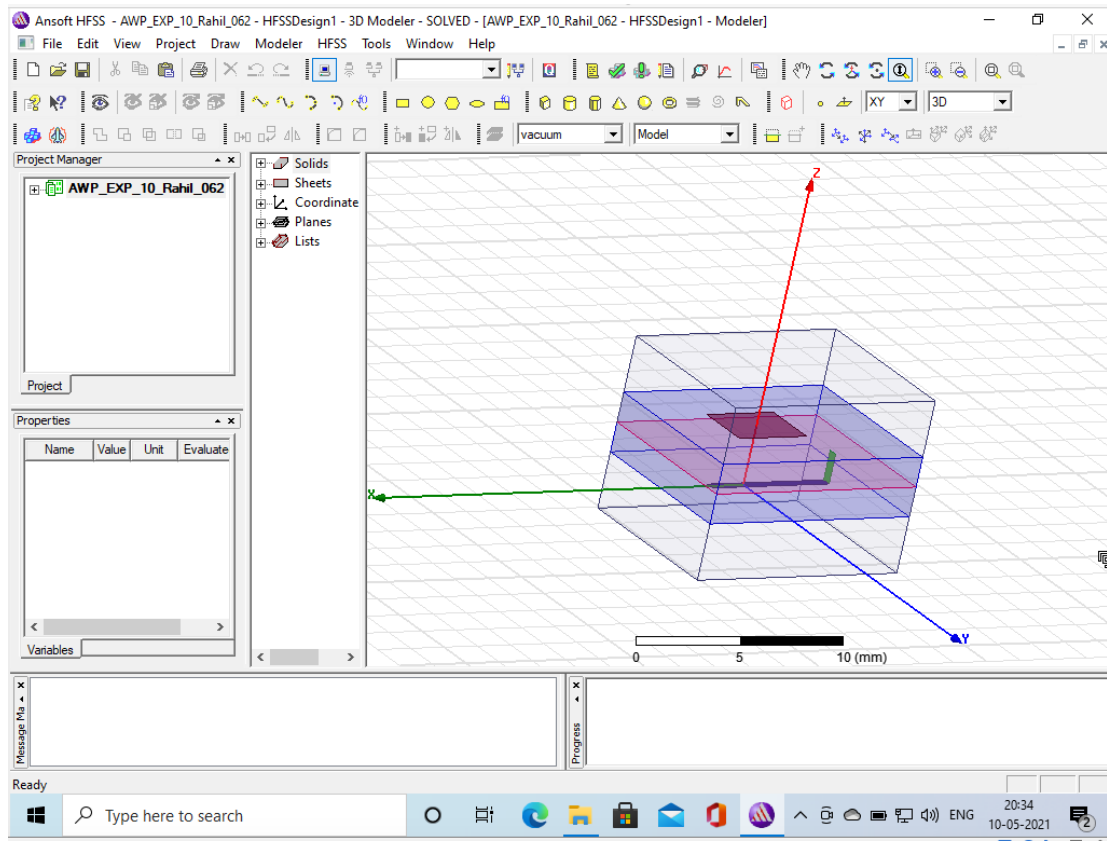 Ansoft HFSS - AWP_EXP_10_Rahil_062 - HFSSDesign1 - 3D Modeler - SOLVED - [AWP_EXP_10_Rahil_062 - HFSSDesign1 - Modeler]
File Edit View Project Draw Modeler HFSS Tools Window Help
XY 3D
vacuum Model
Project Manager
AWP_EXP_10_Rahil_062
Project
Properties
Name Value Unit Evaluate
Variables
Solids
Sheets
Coordinate
Planes
Lists
Z
X
Y
0 5 10 (mm)
Message Ma
Progress
Ready
Type here to search
ENG
20:34
10-05-2021
2